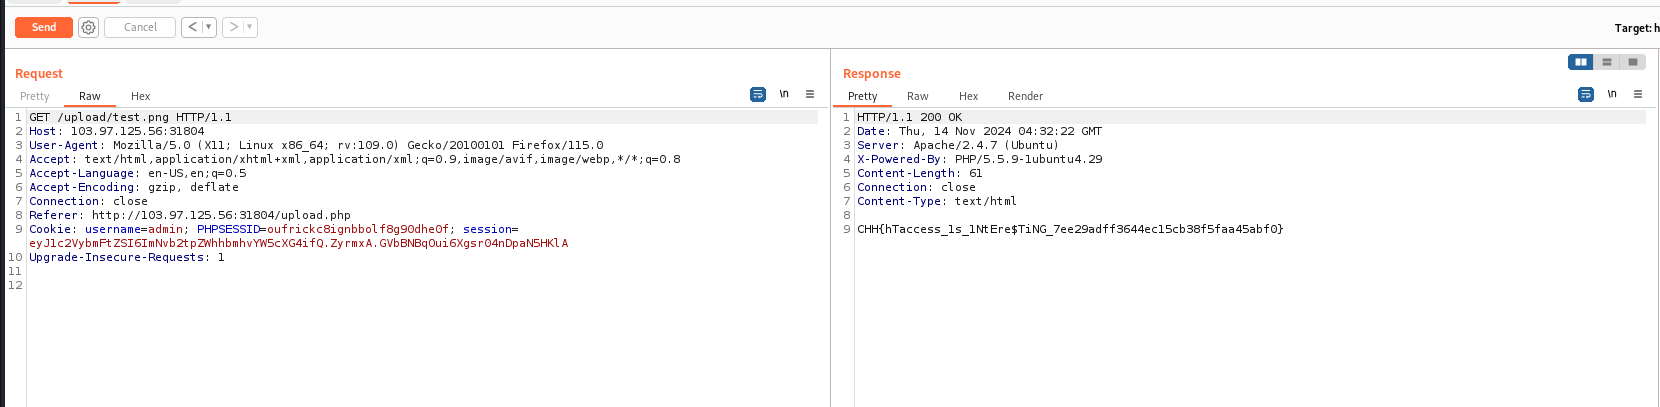 Send Cancel < >
Target: h
Request
Pretty Raw Hex \n
1 GET /upload/test.png HTTP/1.1
2 Host: 103.97.125.56:31804
3 User-Agent: Mozilla/5.0 (X11; Linux x86_64; rv:109.0) Gecko/20100101 Firefox/115.0
4 Accept: text/html,application/xhtml+xml,application/xml;q=0.9,image/avif,image/webp,*/*;q=0.8
5 Accept-Language: en-US,en;q=0.5
6 Accept-Encoding: gzip, deflate
7 Connection: close
8 Referer: http://103.97.125.56:31804/upload.php
9 Cookie: username=admin; PHPSESSID=oufrickc8ignbbolf8g90dhe0f; session=
eyJ1c2VybmFtZSI6ImNvb2tpZWhhbmhvYW5cXG4ifQ.ZyrmxA.GVbBNBqOui6Xgsr04nDpaN5HKlA
10 Upgrade-Insecure-Requests: 1
11
12
Response
Pretty Raw Hex Render \n
1 HTTP/1.1 200 OK
2 Date: Thu, 14 Nov 2024 04:32:22 GMT
3 Server: Apache/2.4.7 (Ubuntu)
4 X-Powered-By: PHP/5.5.9-1ubuntu4.29
5 Content-Length: 61
6 Connection: close
7 Content-Type: text/html
8
9 CHH{hTaccess_1s_1NtEre$TiNG_7ee29adff3644ec15cb38f5faa45abf0}